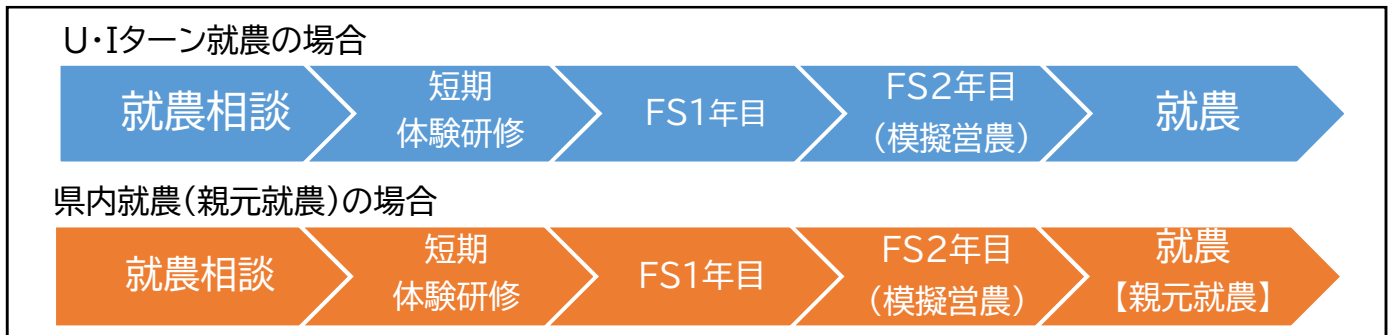 U・Iターン就農の場合
就農相談
短期
体験研修
FS1年目
FS2年目
(模擬営農)
就農
県内就農(親元就農)の場合
就農相談
短期
体験研修
FS1年目
FS2年目
(模擬営農)
就農
【親元就農】